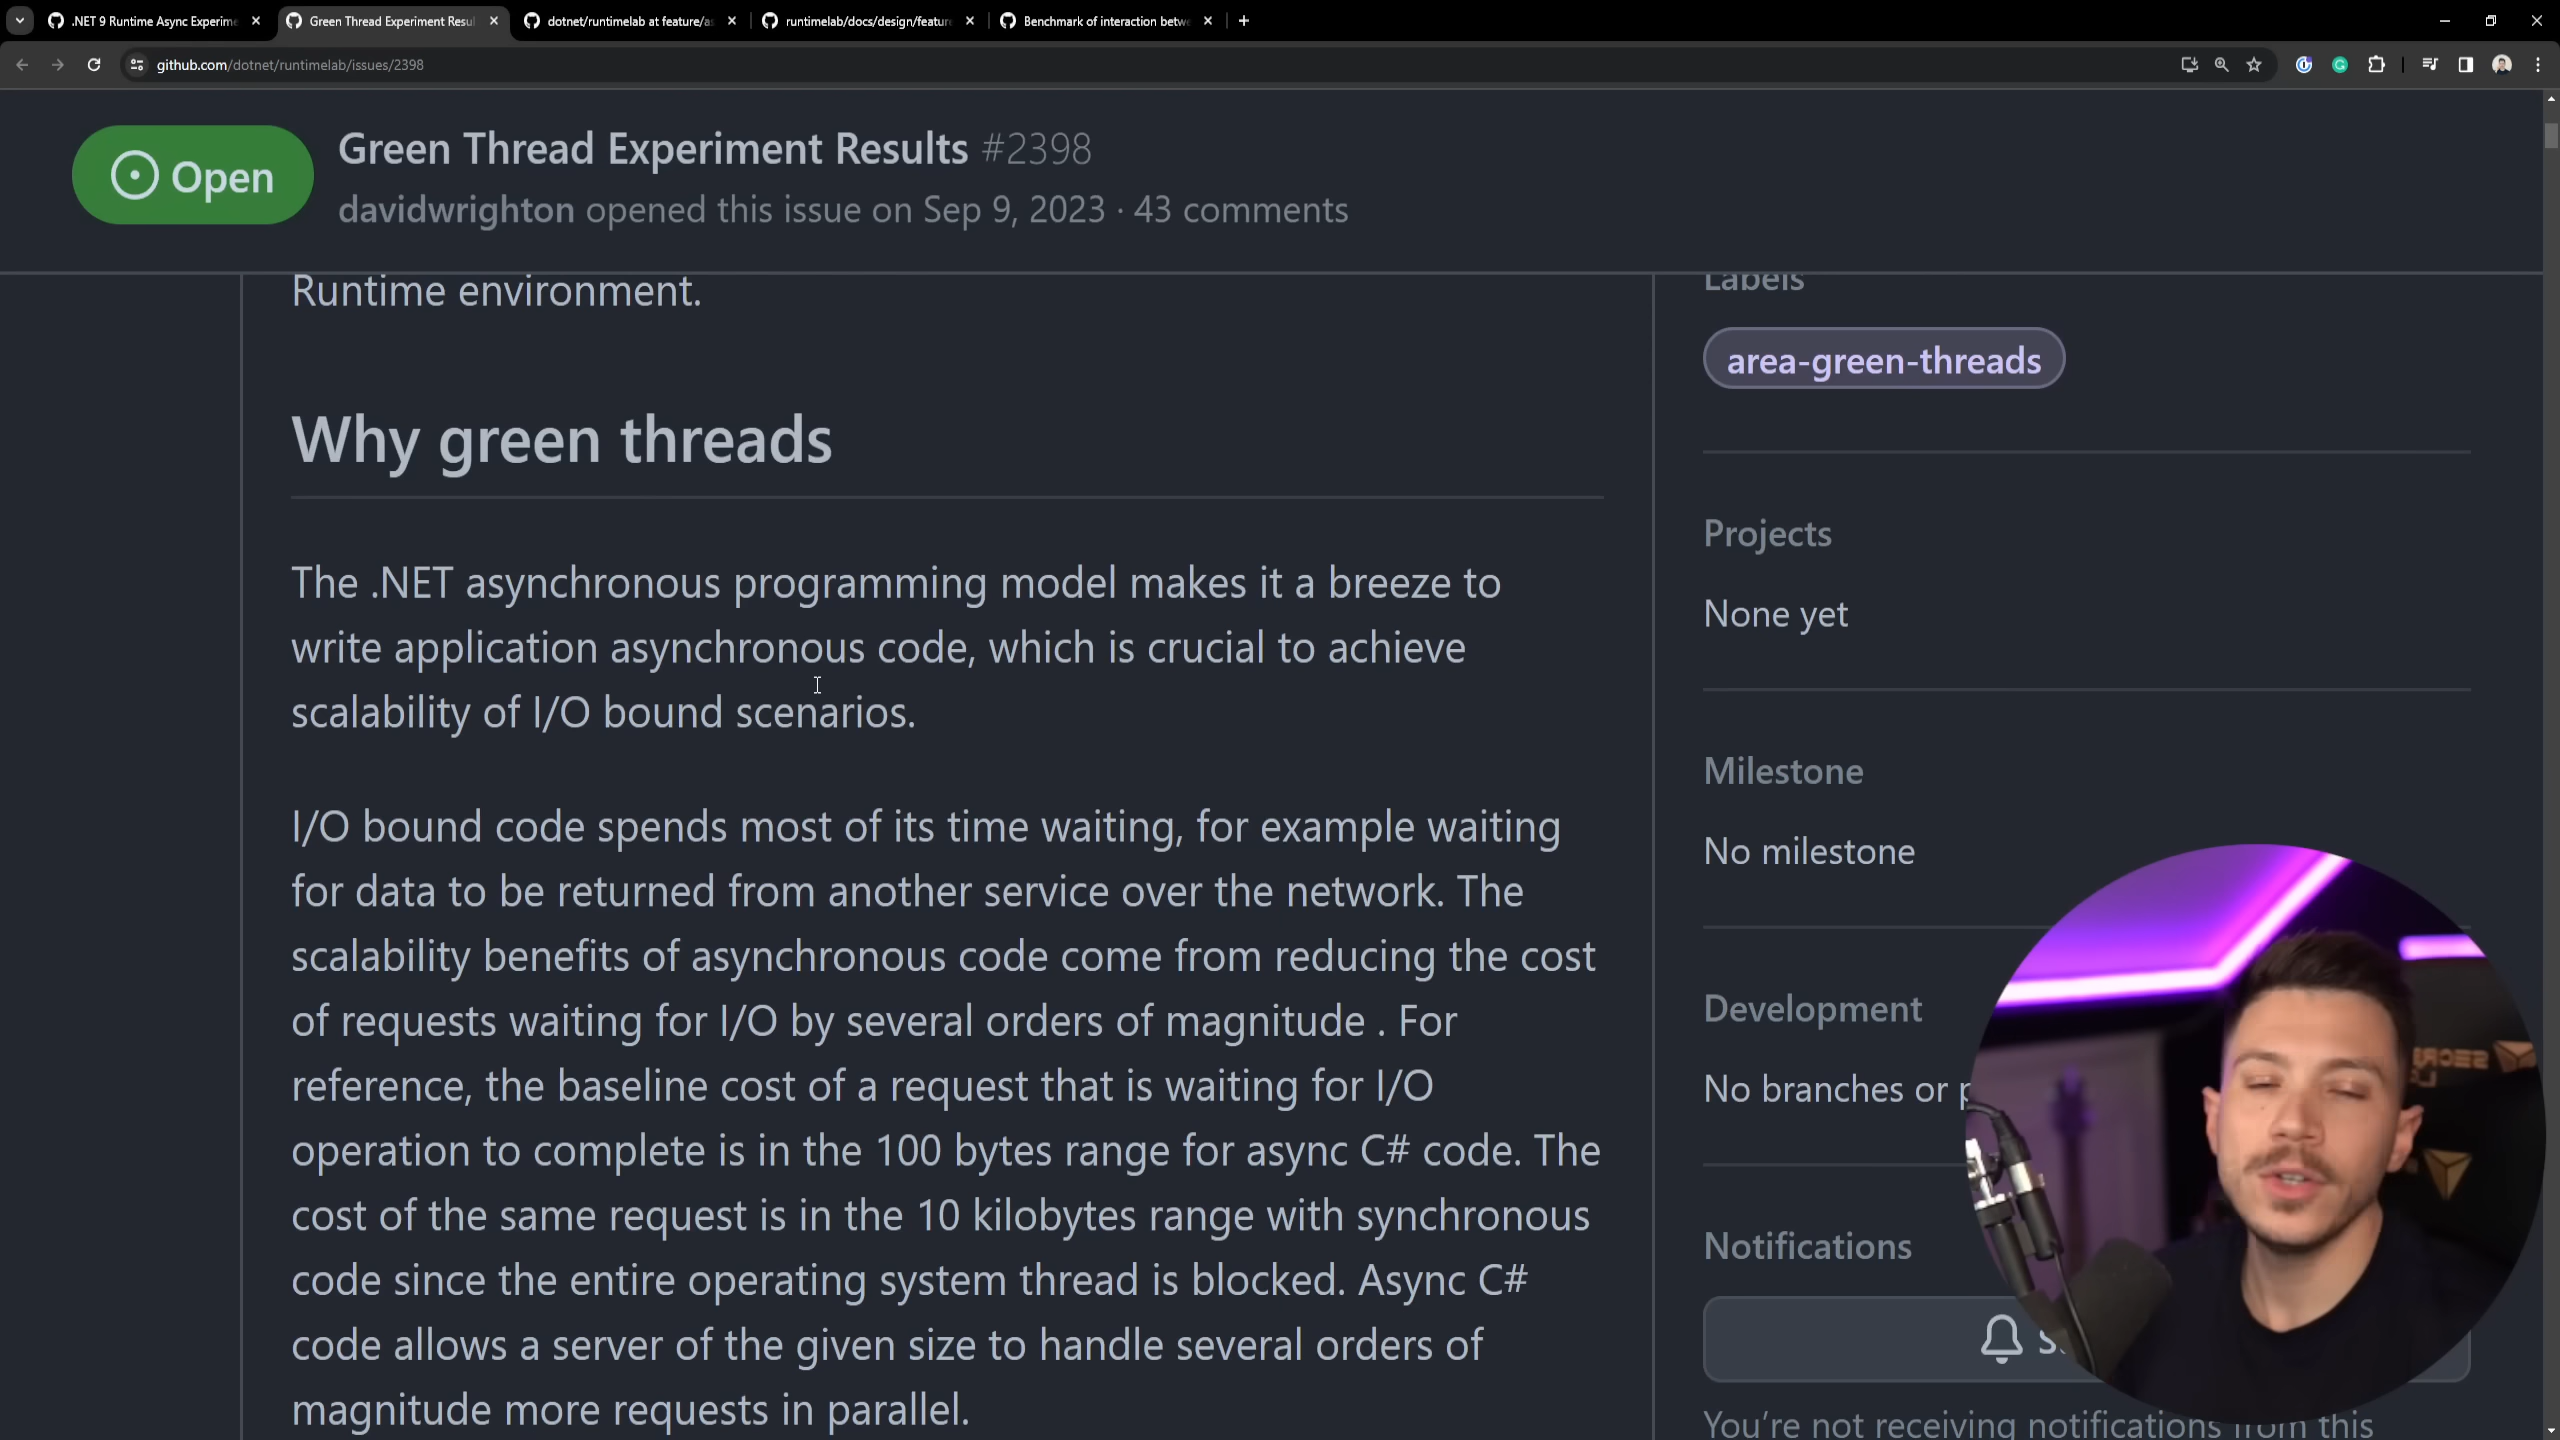 .NET 9 Runtime Async Experime
Green Thread Experiment Resul
dotnet/runtimelab at feature/as
runtimelab/docs/design/feature
Benchmark of interaction betwe
github.com/dotnet/runtimelab/issues/2398
Open
Green Thread Experiment Results #2398
davidwrighton opened this issue on Sep 9, 2023 · 43 comments
Runtime environment.
Why green threads
The .NET asynchronous programming model makes it a breeze to
write application asynchronous code, which is crucial to achieve
scalability of I/O bound scenarios.
I/O bound code spends most of its time waiting, for example waiting
for data to be returned from another service over the network. The
scalability benefits of asynchronous code come from reducing the cost
of requests waiting for I/O by several orders of magnitude . For
reference, the baseline cost of a request that is waiting for I/O
operation to complete is in the 100 bytes range for async C# code. The
cost of the same request is in the 10 kilobytes range with synchronous
code since the entire operating system thread is blocked. Async C#
code allows a server of the given size to handle several orders of
magnitude more requests in parallel.
Labels
area-green-threads
Projects
None yet
Milestone
No milestone
Development
No branches or p
Notifications
You're not receiving notifications from this